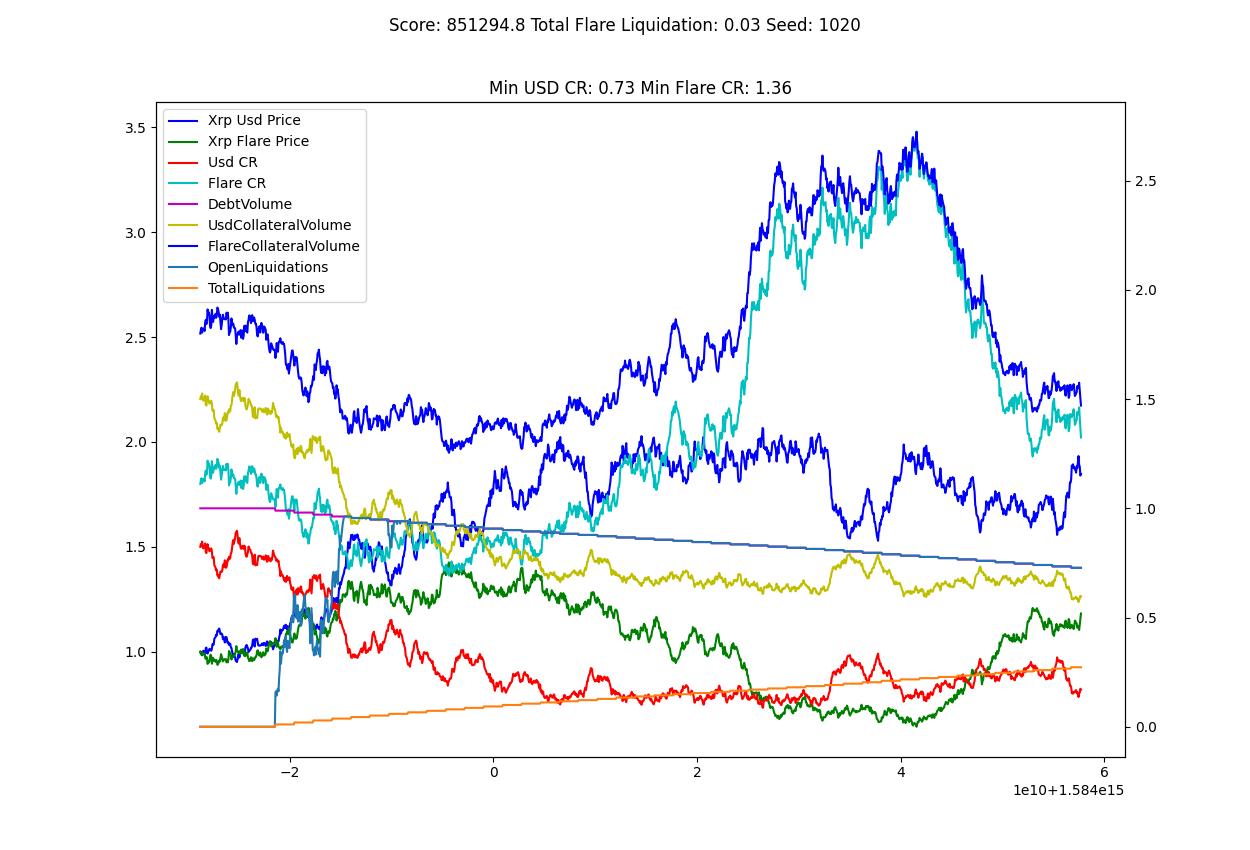 Score: 851294.8 Total Flare Liquidation: 0.03 Seed: 1020
Min USD CR: 0.73 Min Flare CR: 1.36
Xrp Usd Price
Xrp Flare Price
Usd CR
Flare CR
DebtVolume
UsdCollateralVolume
FlareCollateralVolume
OpenLiquidations
TotalLiquidations
3.5
3.0
2.5
2.0
1.5
1.0
2.5
2.0
1.5
1.0
0.5
0.0
−2 0 2 4 6
1e10+1.584e15